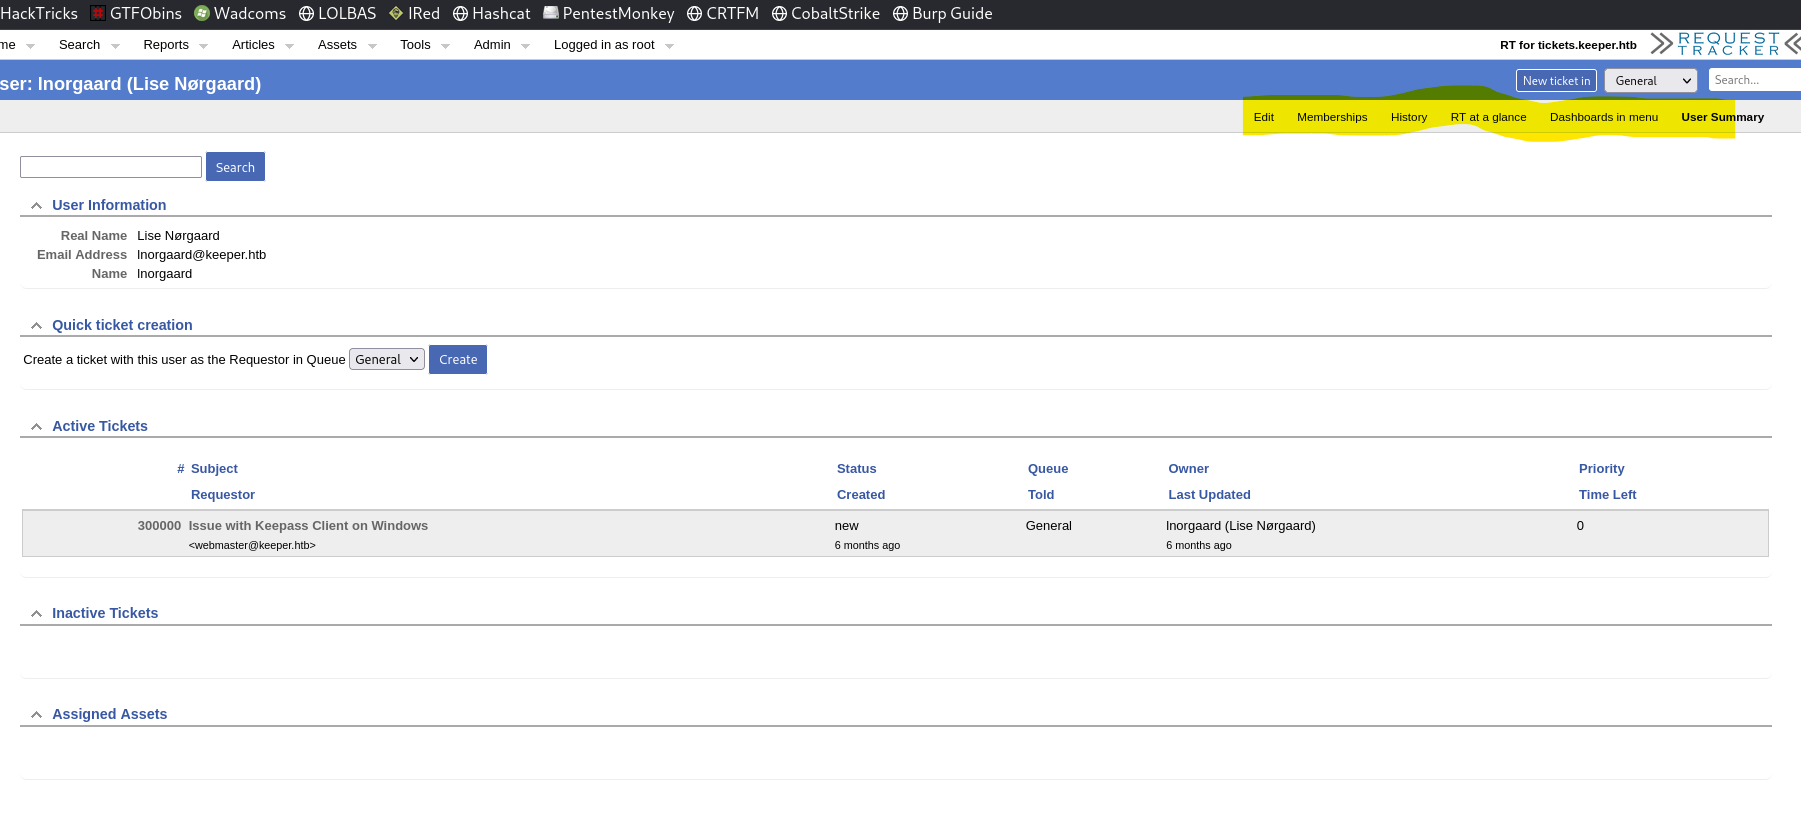 HackTricks GTFObins Wadcoms LOLBAS IRed Hashcat PentestMonkey CRTFM CobaltStrike Burp Guide
me Search Reports Articles Assets Tools Admin Logged in as root RT for tickets.keeper.htb REQUEST TRACKER
ser: lnorgaard (Lise Nørgaard) New ticket in General Search...
Edit Memberships History RT at a glance Dashboards in menu User Summary
Search
User Information
Real Name Lise Nørgaard
Email Address lnorgaard@keeper.htb
Name lnorgaard
Quick ticket creation
Create a ticket with this user as the Requestor in Queue General Create
Active Tickets
# Subject Status Queue Owner Priority
Requestor Created Told Last Updated Time Left
300000 Issue with Keepass Client on Windows new General lnorgaard (Lise Nørgaard) 0
<webmaster@keeper.htb> 6 months ago 6 months ago
Inactive Tickets
Assigned Assets